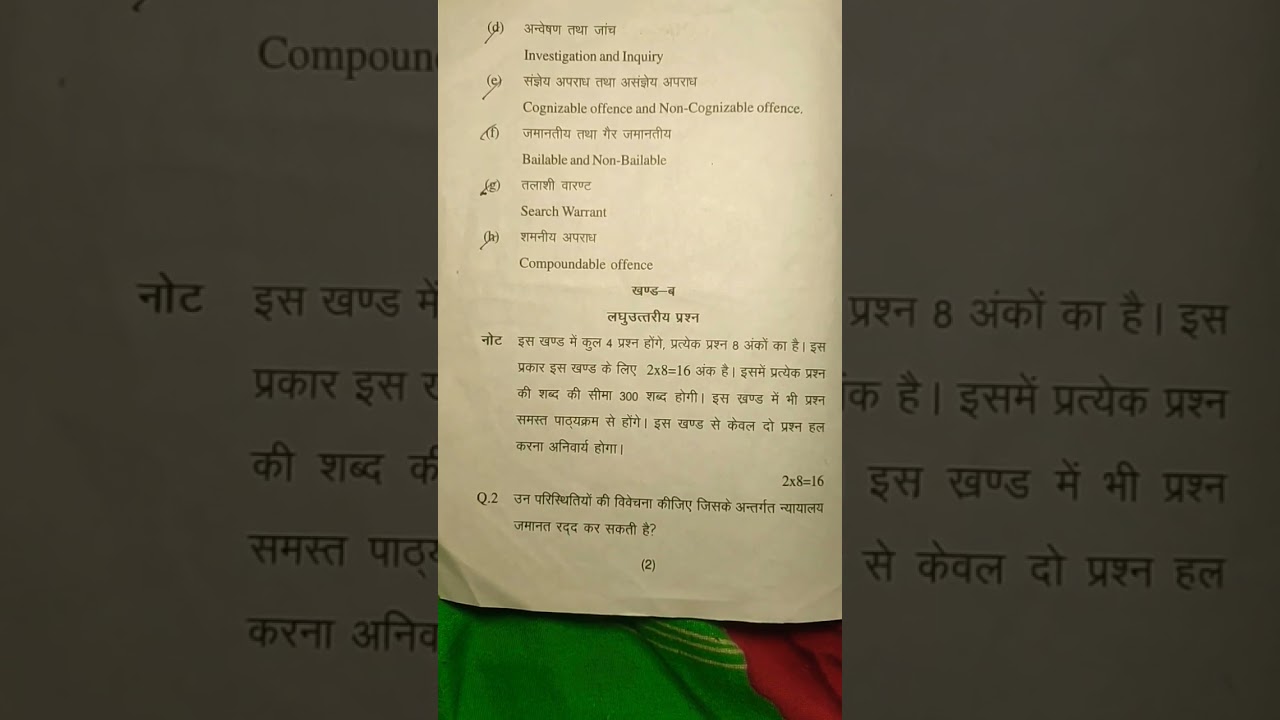 (d) अन्वेषण तथा जांच
Investigation and Inquiry
(e) संज्ञेय अपराध तथा असंज्ञेय अपराध
Cognizable offence and Non-Cognizable offence.
(f) जमानतीय तथा गैर जमानतीय
Bailable and Non-Bailable
(g) तलाशी वारण्ट
Search Warrant
(h) शमनीय अपराध
Compoundable offence
खण्ड–ब
लघुउत्तरीय प्रश्न
नोट इस खण्ड में कुल 4 प्रश्न होंगे, प्रत्येक प्रश्न 8 अंकों का है। इस
प्रकार इस खण्ड के लिए 2x8=16 अंक है। इसमें प्रत्येक प्रश्न
की शब्द की सीमा 300 शब्द होगी। इस खण्ड में भी प्रश्न
समस्त पाठ्यक्रम से होंगे। इस खण्ड से केवल दो प्रश्न हल
करना अनिवार्य होगा।
2x8=16
Q.2 उन परिस्थितियों की विवेचना कीजिए जिसके अन्तर्गत न्यायालय
जमानत रद्द कर सकती है?
(2)